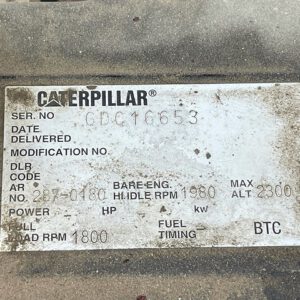 CATERPILLAR®
SER. NO GDC16653
DATE
DELIVERED
MODIFICATION NO.
DLR
CODE
AR BARE ENG. MAX
NO. 287-0180 HI IDLE RPM 1980 ALT 2300
POWER HP kw
FULL FUEL
LOAD RPM 1800 TIMING BTC